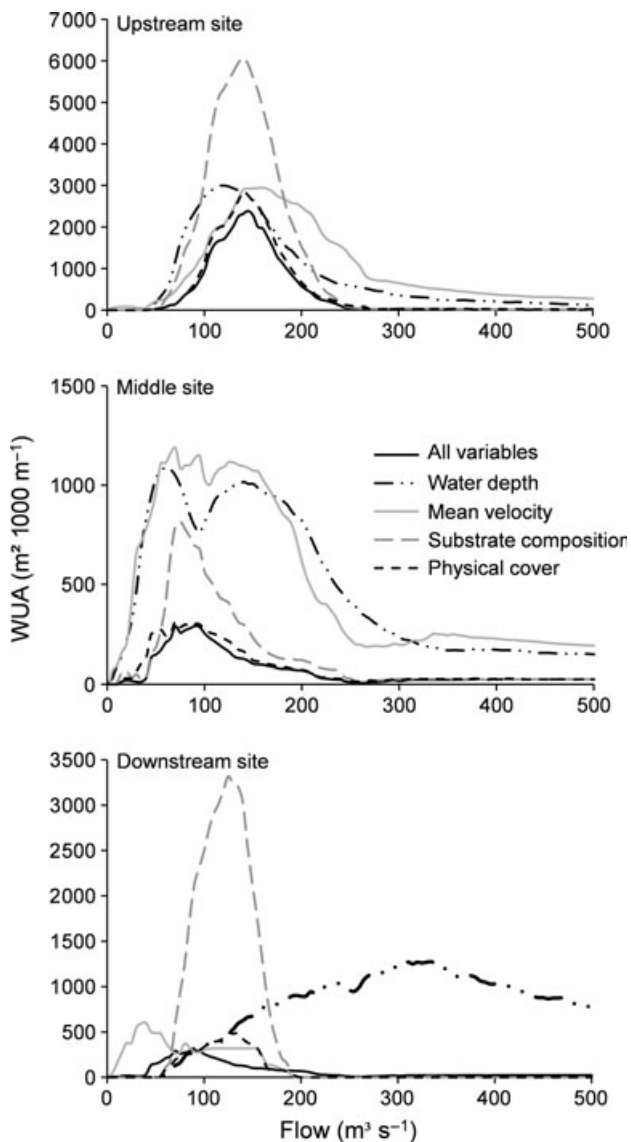 Upstream site
7000
6000
5000
4000
3000
2000
1000
0
0 100 200 300 400 500
Middle site
1500
1000
500
0
0 100 200 300 400 500
All variables
Water depth
Mean velocity
Substrate composition
Physical cover
WUA (m² 1000 m⁻¹)
Downstream site
3500
3000
2500
2000
1500
1000
500
0
0 100 200 300 400 500
Flow (m³ s⁻¹)